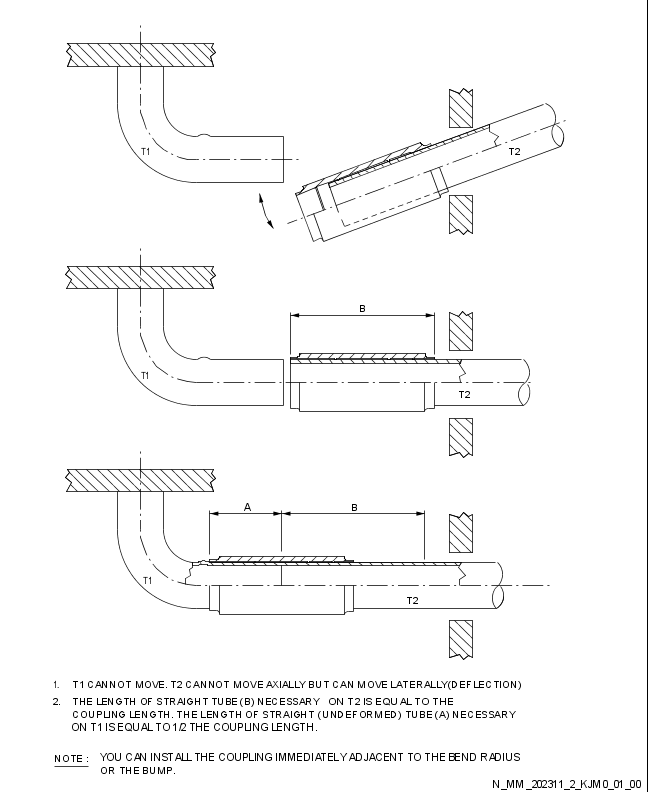 T1
T2
B
T1
T2
A
B
T1
T2
1. T1 CANNOT MOVE. T2 CANNOT MOVE AXIALLY BUT CAN MOVE LATERALLY(DEFLECTION)
2. THE LENGTH OF STRAIGHT TUBE (B) NECESSARY ON T2 IS EQUAL TO THE
COUPLING LENGTH. THE LENGTH OF STRAIGHT (UNDEFORMED) TUBE (A) NECESSARY
ON T1 IS EQUAL TO 1/2 THE COUPLING LENGTH.
NOTE : YOU CAN INSTALL THE COUPLING IMMEDIATELY ADJACENT TO THE BEND RADIUS
OR THE BUMP.
N_MM_202311_2_KJM0_01_00